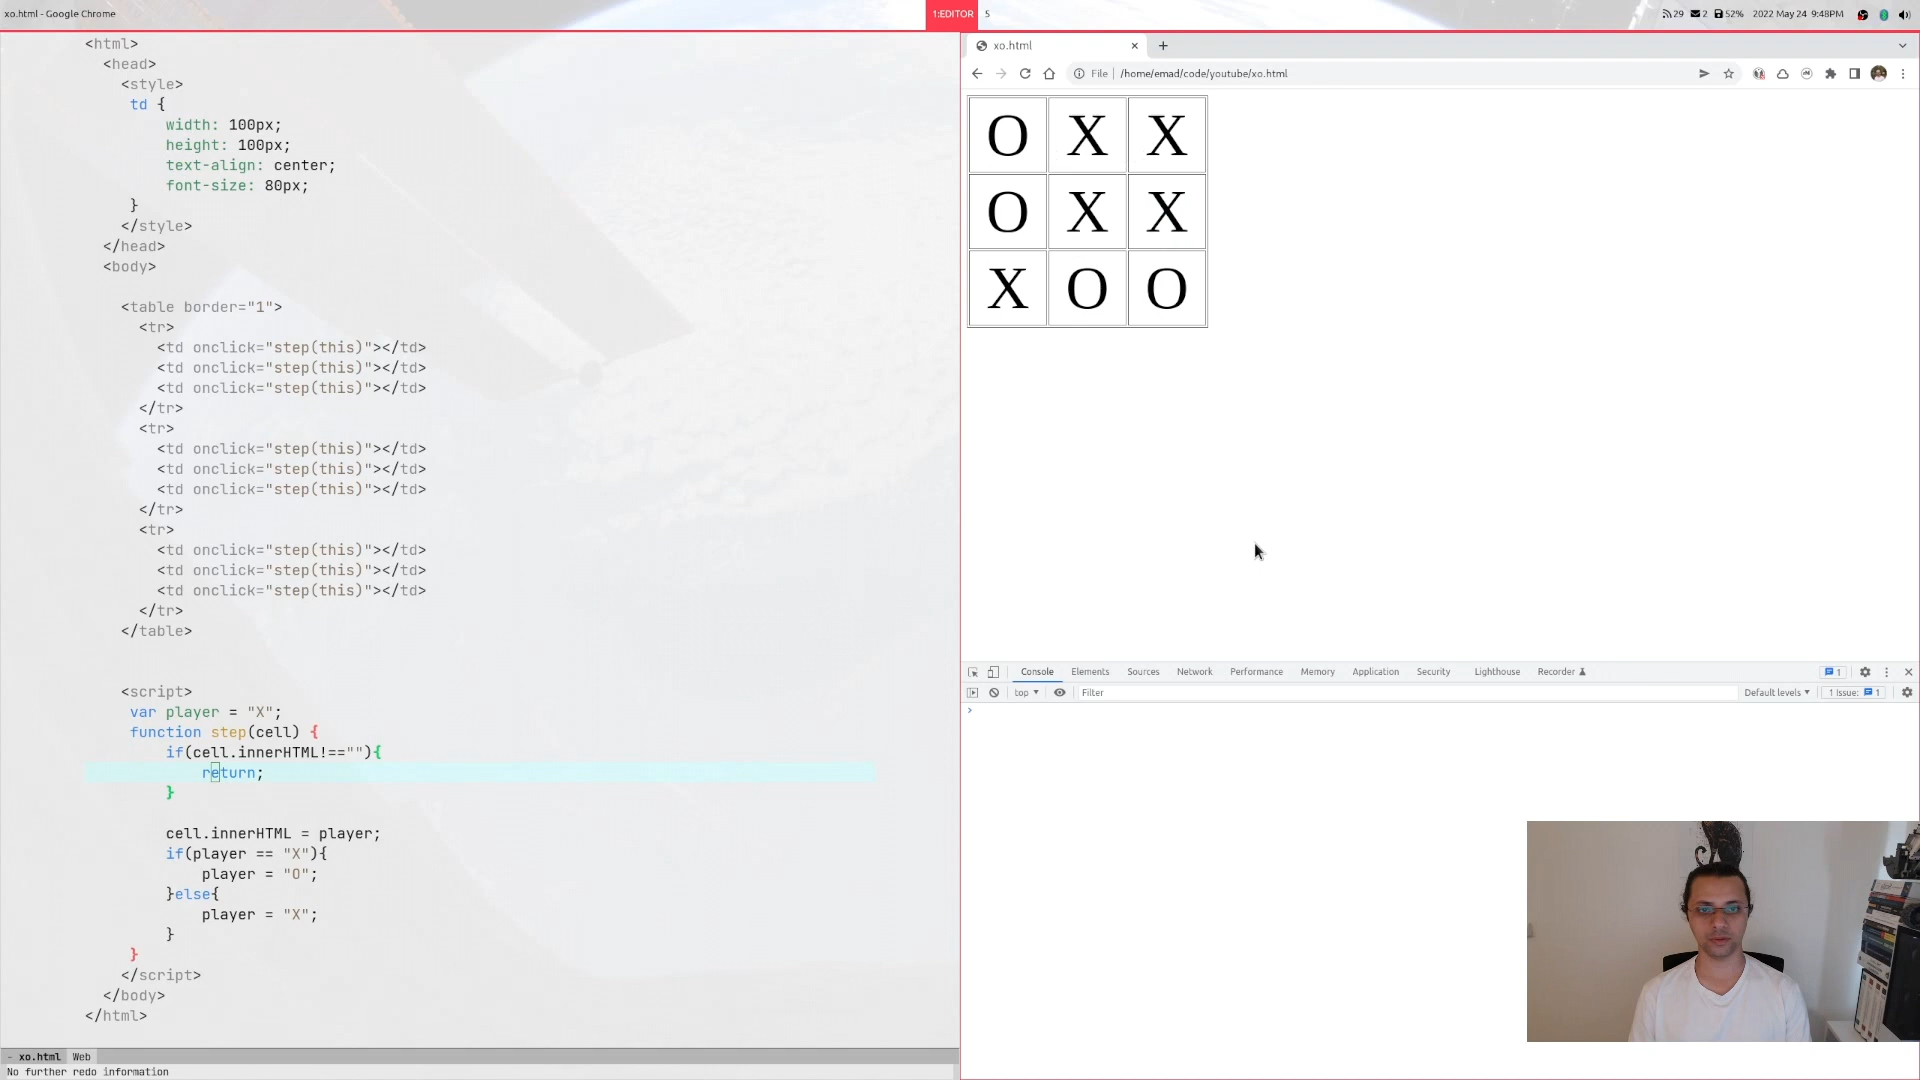 xo.html - Google Chrome
1:EDITOR
5
29 2 52% 2022 May 24 9:48PM
<html>
<head>
<style>
td {
width: 100px;
height: 100px;
text-align: center;
font-size: 80px;
}
</style>
</head>
<body>
<table border="1">
<tr>
<td onclick="step(this)"></td>
<td onclick="step(this)"></td>
<td onclick="step(this)"></td>
</tr>
<tr>
<td onclick="step(this)"></td>
<td onclick="step(this)"></td>
<td onclick="step(this)"></td>
</tr>
<tr>
<td onclick="step(this)"></td>
<td onclick="step(this)"></td>
<td onclick="step(this)"></td>
</tr>
</table>
<script>
var player = "X";
function step(cell) {
if(cell.innerHTML!==""){
return;
}
cell.innerHTML = player;
if(player == "X"){
player = "O";
}else{
player = "X";
}
}
</script>
</body>
</html>
- xo.html Web
No further redo information
xo.html
File /home/emad/code/youtube/xo.html
O X X
O X X
X O O
Console Elements Sources Network Performance Memory Application Security Lighthouse Recorder 1
top Filter Default levels 1 Issue: 1
>